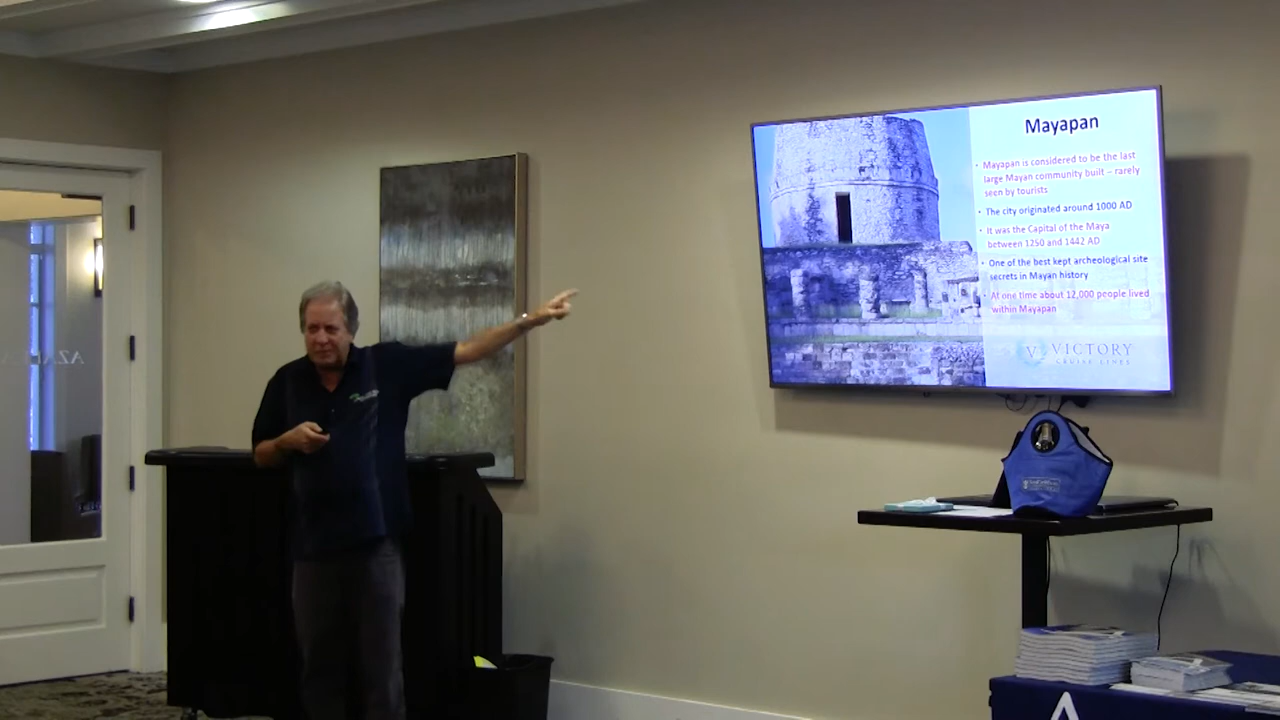 Mayapan
• Mayapan is considered to be the last
large Mayan community built – rarely
seen by tourists
• The city originated around 1000 AD
• It was the Capital of the Maya
between 1250 and 1442 AD
• One of the best kept archeological site
secrets in Mayan history
• At one time about 12,000 people lived
within Mayapan
V
VICTORY
CRUISE LINES